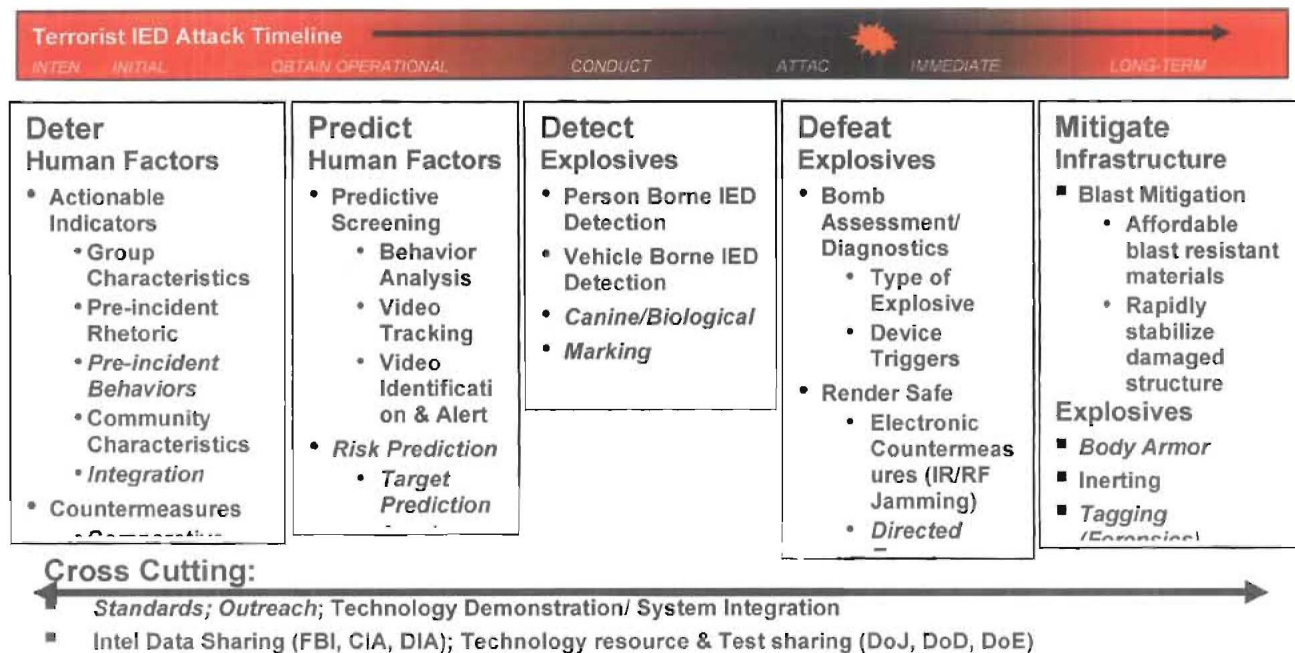 Terrorist IED Attack Timeline
INTEN INITIAL OBTAIN OPERATIONAL CONDUCT ATTAC IMMEDIATE LONG-TERM
Deter
Human Factors
• Actionable
Indicators
• Group
Characteristics
• Pre-incident
Rhetoric
• Pre-incident
Behaviors
• Community
Characteristics
• Integration
• Countermeasures
Predict
Human Factors
• Predictive
Screening
• Behavior
Analysis
• Video
Tracking
• Video
Identificati
on & Alert
• Risk Prediction
• Target
Prediction
Detect
Explosives
• Person Borne IED
Detection
• Vehicle Borne IED
Detection
• Canine/Biological
• Marking
Defeat
Explosives
• Bomb
Assessment/
Diagnostics
• Type of
Explosive
• Device
Triggers
• Render Safe
• Electronic
Countermeas
ures (IR/RF
Jamming)
• Directed
Mitigate
Infrastructure
■ Blast Mitigation
• Affordable
blast resistant
materials
• Rapidly
stabilize
damaged
structure
Explosives
■ Body Armor
■ Inerting
■ Tagging
(Forensics)
Cross Cutting:
■ Standards; Outreach; Technology Demonstration/ System Integration
■ Intel Data Sharing (FBI, CIA, DIA); Technology resource & Test sharing (DoJ, DoD, DoE)